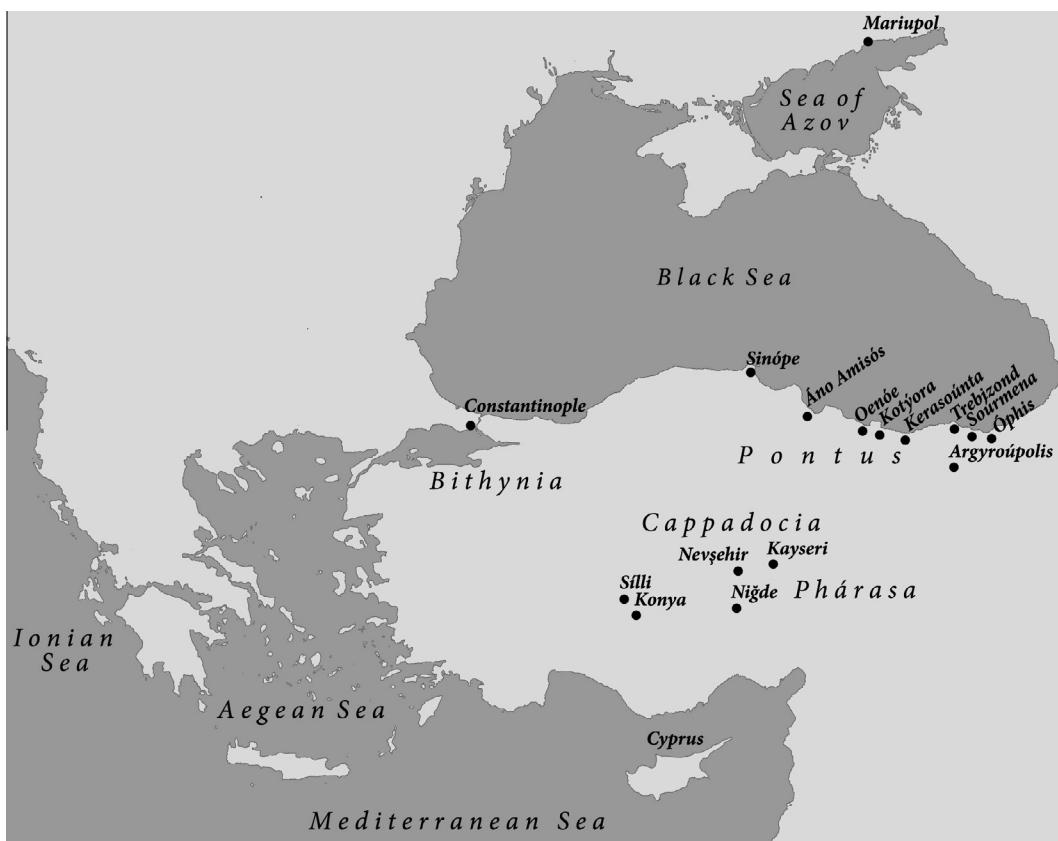 Mariupol
Sea of
Azov
Black Sea
Sinópe
Áno Amisós
Oenóe
Kotýora
Kerasoúnta
Trebizond
Soúrmena
Óphis
Argyroúpolis
Constantinople
Pontus
Bithynia
Cappadocia
Nevşehir
Kayseri
Sílli
Konya
Niğde
Phárasa
Ionian
Sea
Aegean Sea
Cyprus
Mediterranean Sea